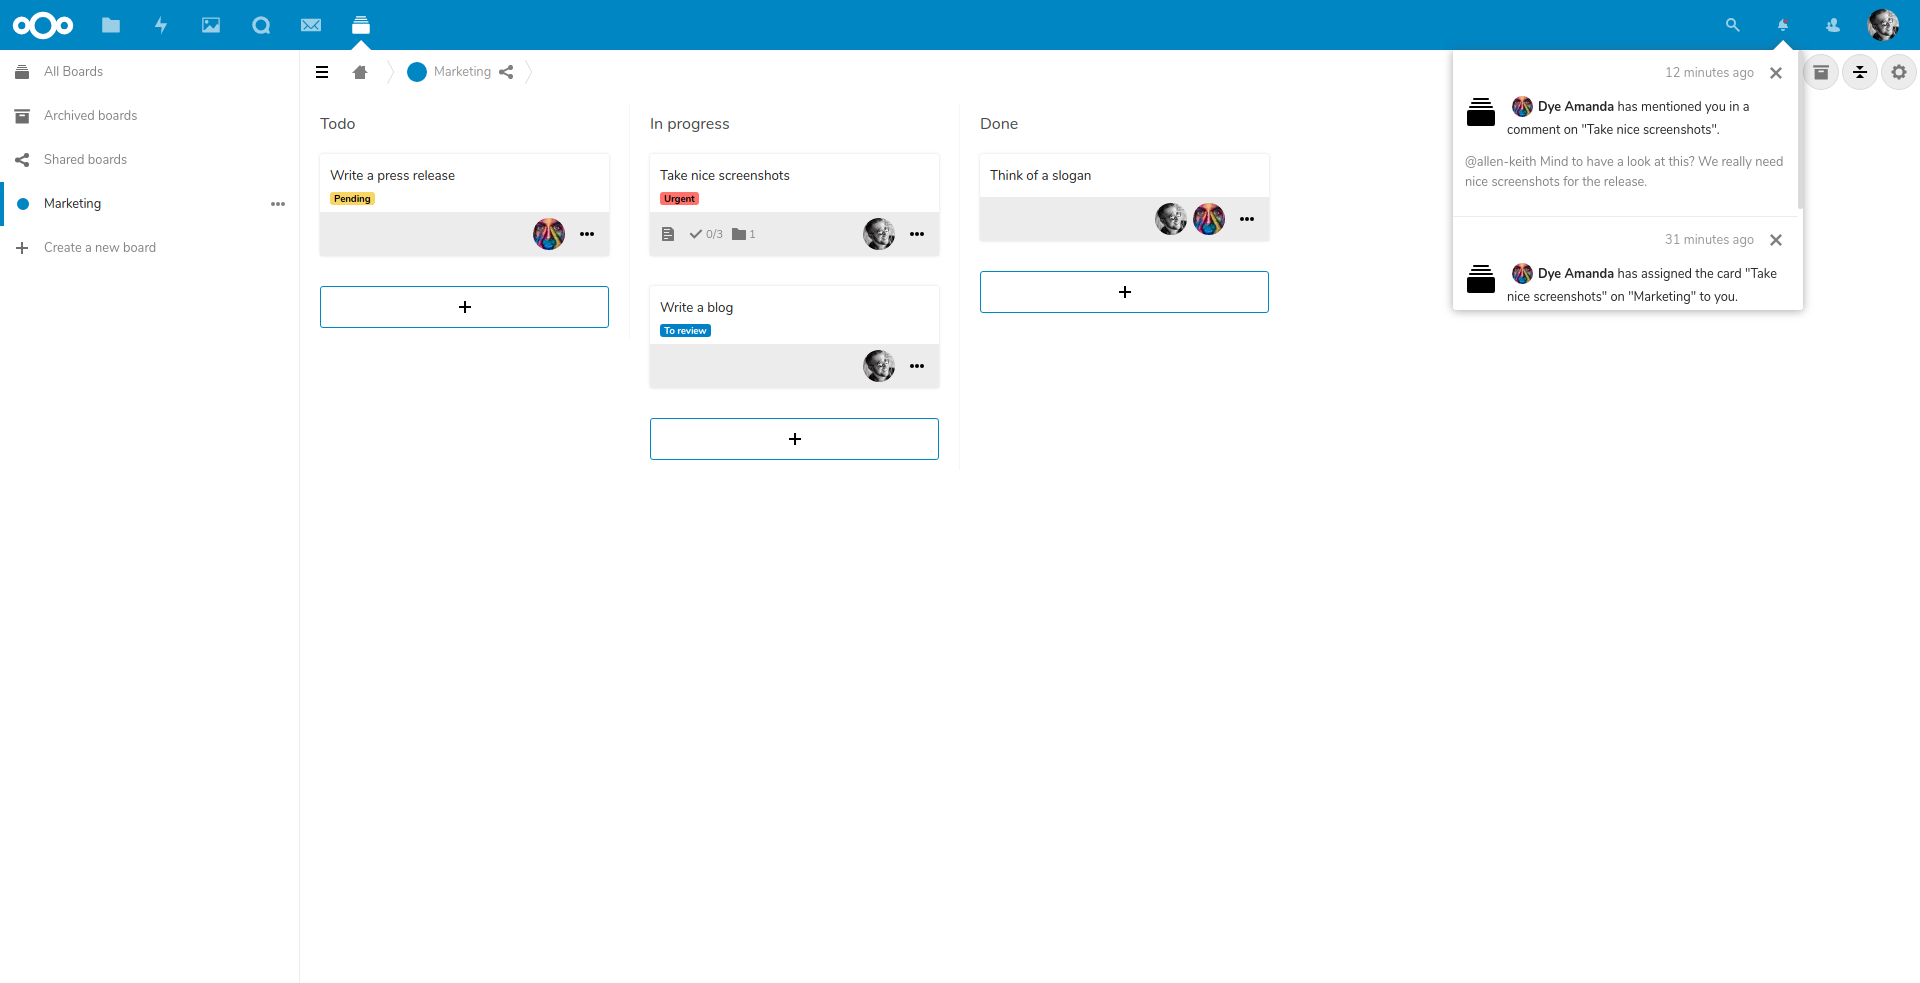 All Boards
Archived boards
Shared boards
Marketing
Create a new board
Marketing
Todo
Write a press release
Pending
In progress
Take nice screenshots
Urgent
0/3
1
Write a blog
To review
Done
Think of a slogan
12 minutes ago
Dye Amanda has mentioned you in a
comment on "Take nice screenshots".
@allen-keith Mind to have a look at this? We really need
nice screenshots for the release.
31 minutes ago
Dye Amanda has assigned the card "Take
nice screenshots" on "Marketing" to you.